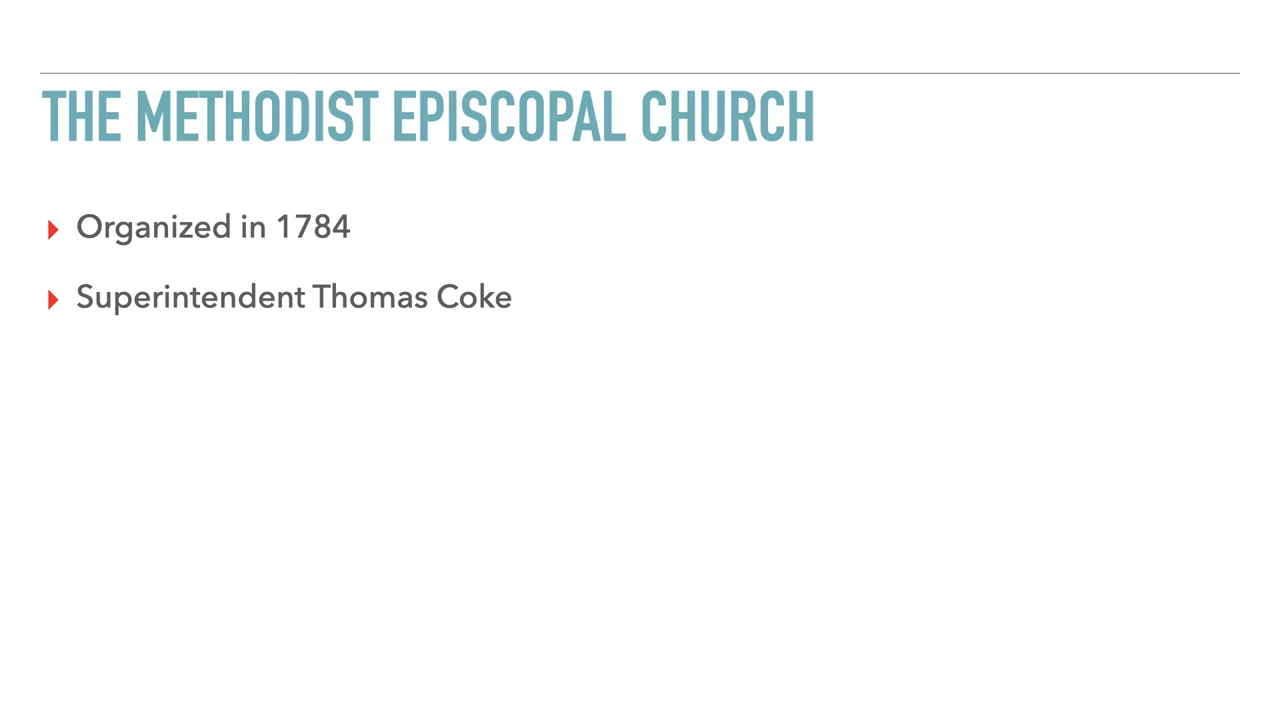 THE METHODIST EPISCOPAL CHURCH
Organized in 1784
Superintendent Thomas Coke